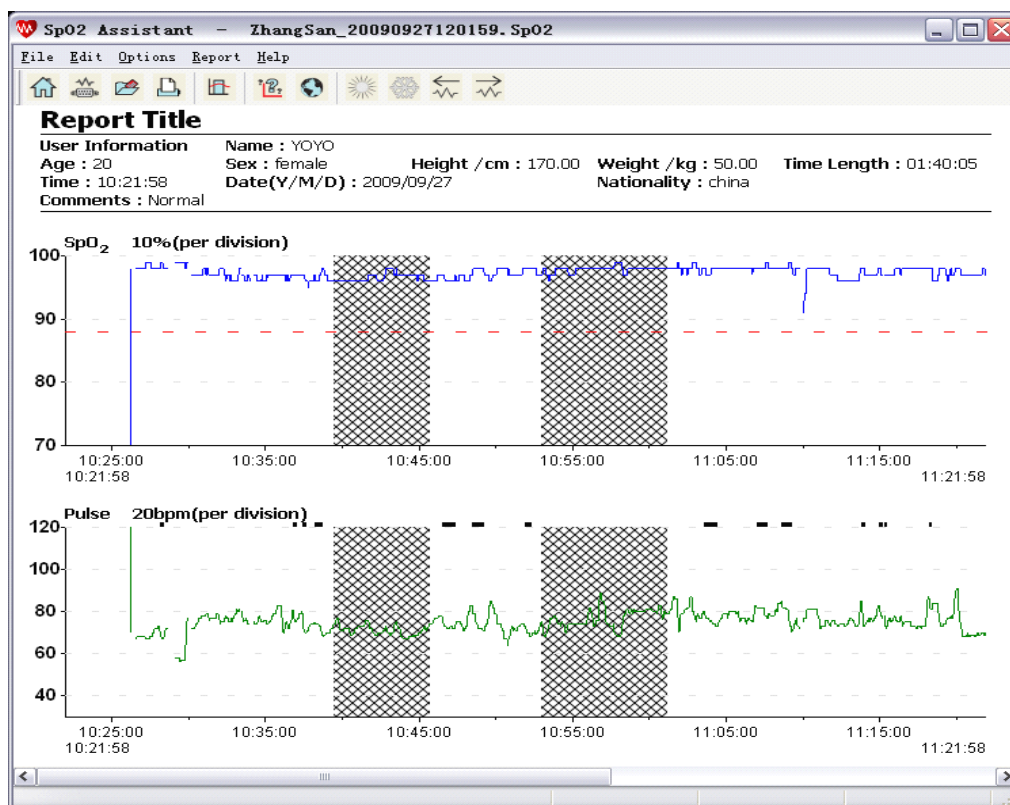 SpO2 Assistant – ZhangSan_20090927120159.SpO2
File Edit Options Report Help
Report Title
User Information Name : YOYO
Age : 20 Sex : female Height /cm : 170.00 Weight /kg : 50.00 Time Length : 01:40:05
Time : 10:21:58 Date(Y/M/D) : 2009/09/27 Nationality : china
Comments : Normal
SpO2 10%(per division)
100
90
80
70
10:25:00 10:35:00 10:45:00 10:55:00 11:05:00 11:15:00
10:21:58 11:21:58
Pulse 20bpm(per division)
120
100
80
60
40
10:25:00 10:35:00 10:45:00 10:55:00 11:05:00 11:15:00
10:21:58 11:21:58